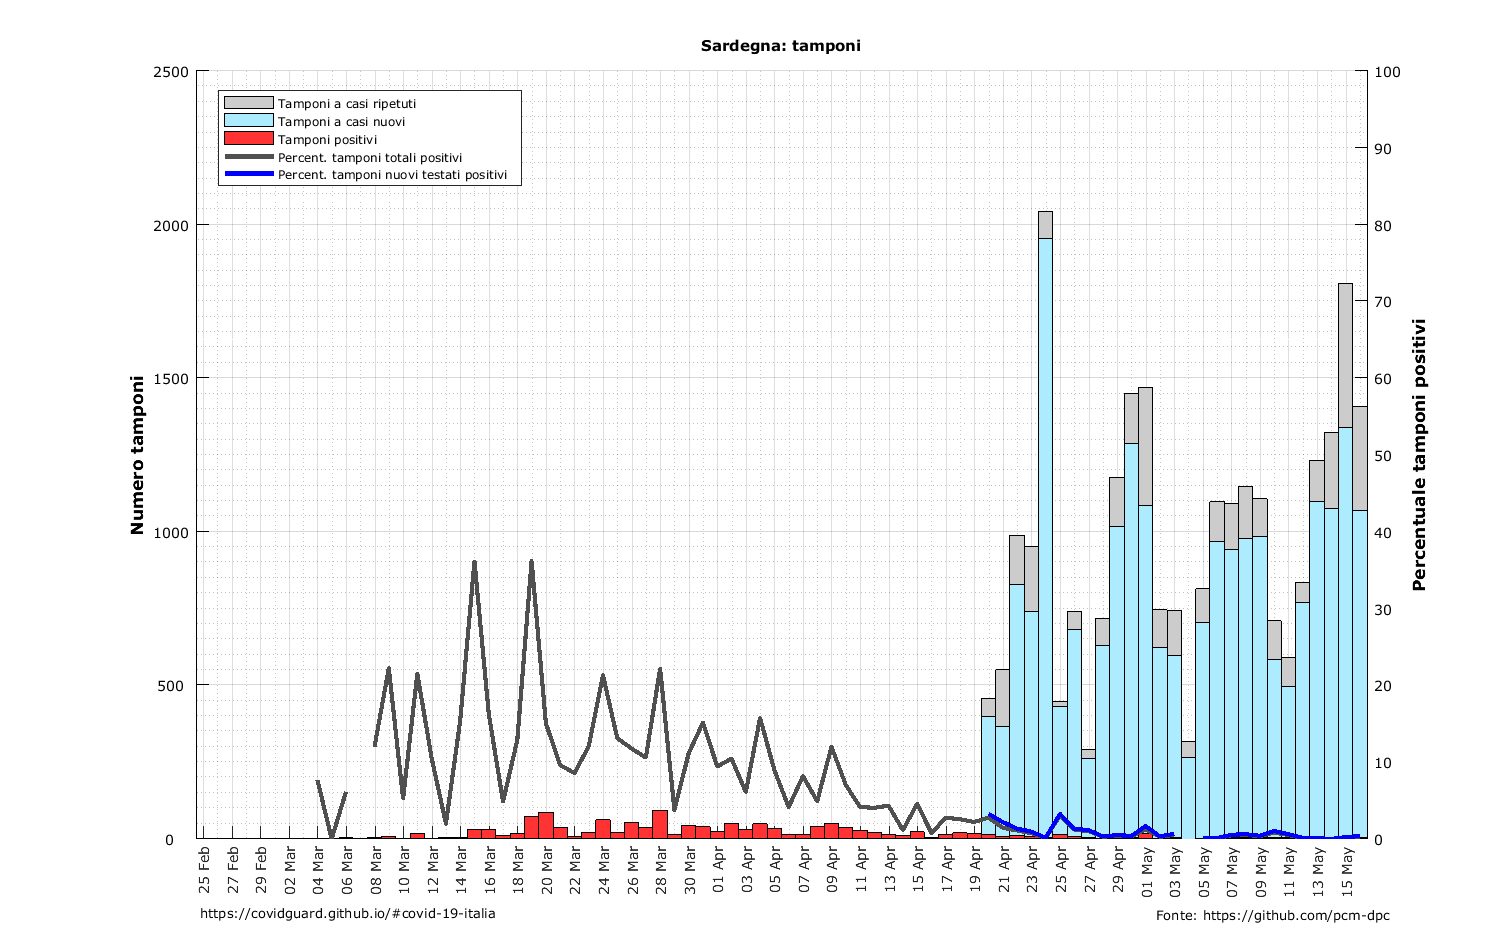 Sardegna: tamponi
2500
2000
1500
1000
500
0
100
90
80
70
60
50
40
30
20
10
0
Numero tamponi
Percentuale tamponi positivi
Tamponi a casi ripetuti
Tamponi a casi nuovi
Tamponi positivi
Percent. tamponi totali positivi
Percent. tamponi nuovi testati positivi
25 Feb
27 Feb
29 Feb
02 Mar
04 Mar
06 Mar
08 Mar
10 Mar
12 Mar
14 Mar
16 Mar
18 Mar
20 Mar
22 Mar
24 Mar
26 Mar
28 Mar
30 Mar
01 Apr
03 Apr
05 Apr
07 Apr
09 Apr
11 Apr
13 Apr
15 Apr
17 Apr
19 Apr
21 Apr
23 Apr
25 Apr
27 Apr
29 Apr
01 May
03 May
05 May
07 May
09 May
11 May
13 May
15 May
https://covidguard.github.io/#covid-19-italia
Fonte: https://github.com/pcm-dpc